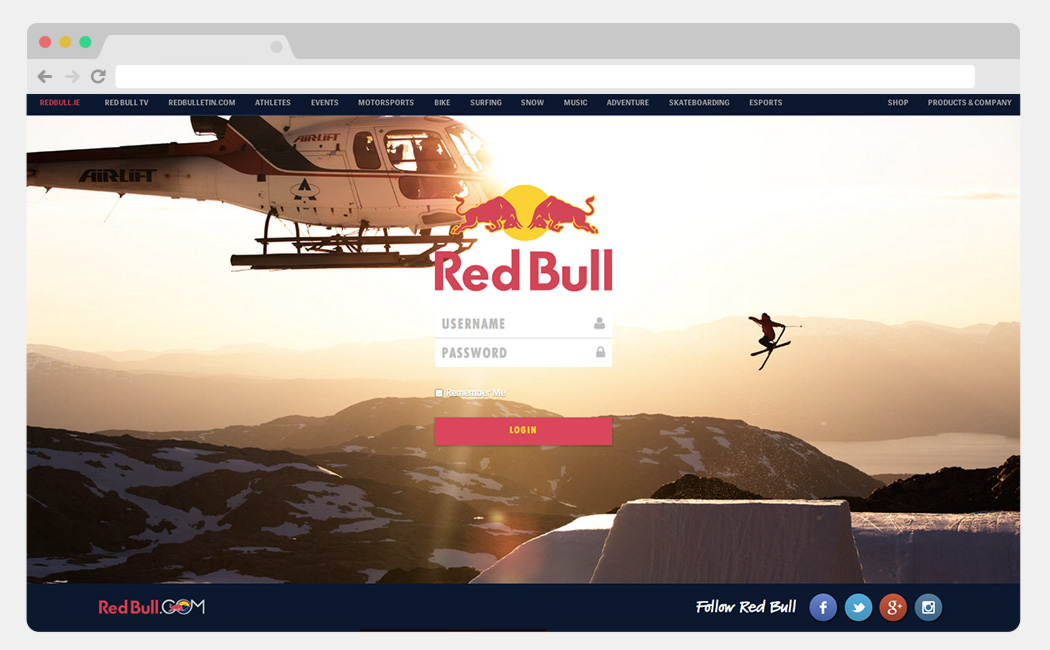 REDBULL.IE RED BULL TV REDBULLETIN.COM ATHLETES EVENTS MOTORSPORTS BIKE SURFING SNOW MUSIC ADVENTURE SKATEBOARDING ESPORTS SHOP PRODUCTS & COMPANY
AIRLIFT
AIRLIFT
Red Bull
USERNAME
PASSWORD
Remember Me
LOGIN
Red Bull.COM
Follow Red Bull f g+